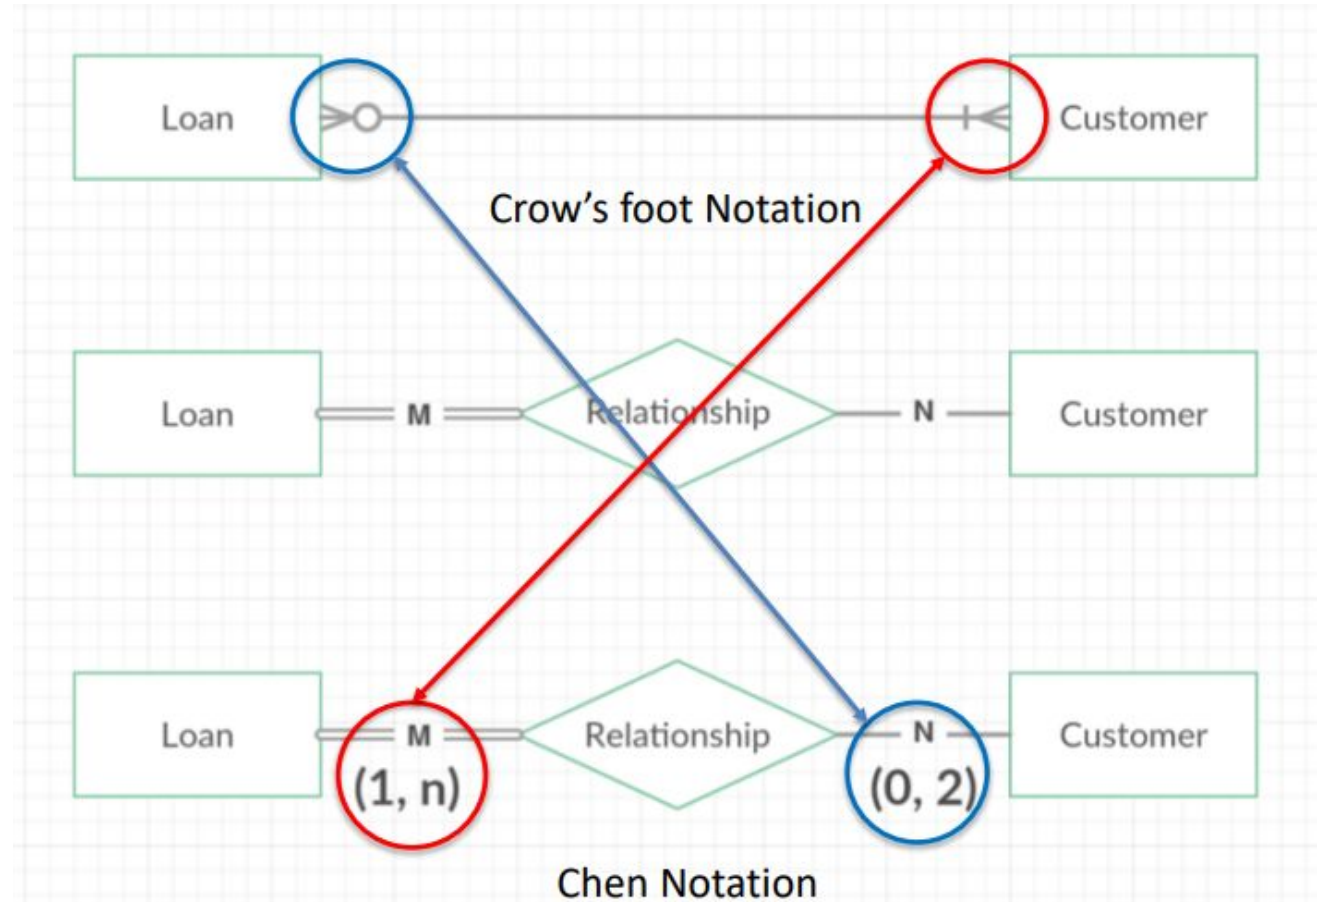 Loan Customer
Crow’s foot Notation
Loan M Relationship N Customer
Loan M Relationship N Customer
(1, n) (0, 2)
Chen Notation